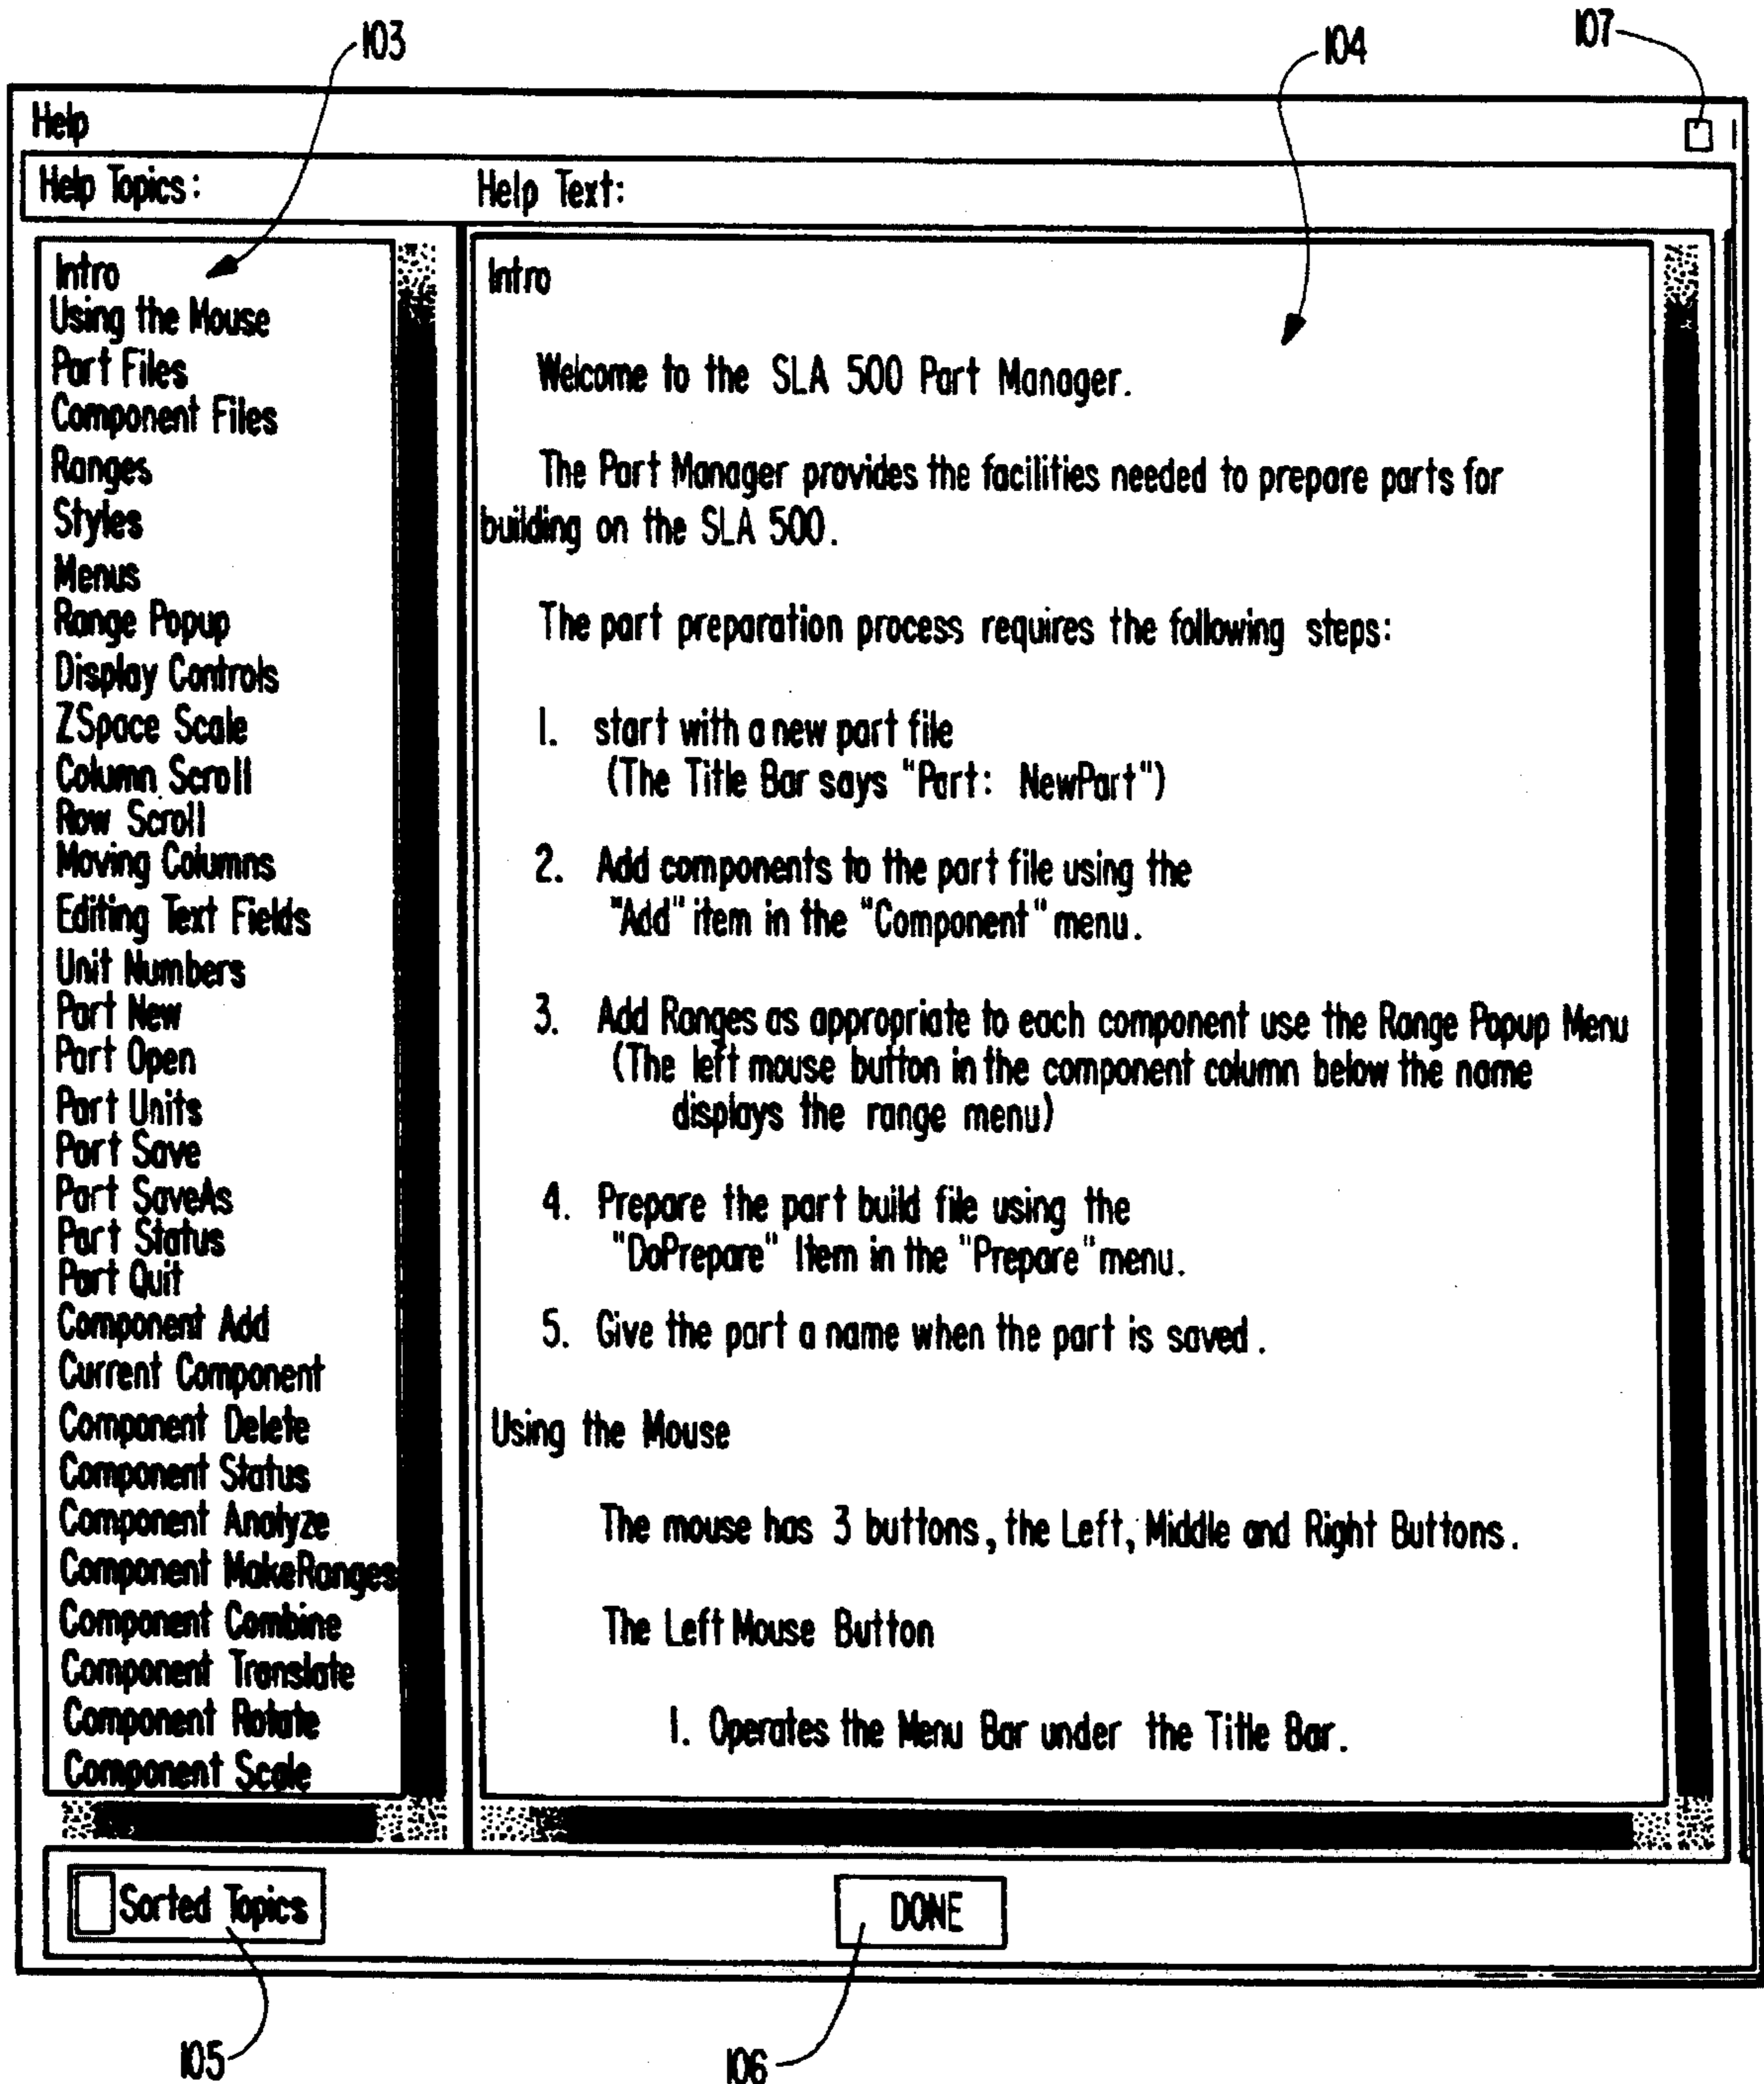 103
104
107
Help
Help Topics:
Help Text:
Intro
Using the Mouse
Part Files
Component Files
Ranges
Styles
Menus
Range Popup
Display Controls
ZSpace Scale
Column Scroll
Row Scroll
Moving Columns
Editing Text Fields
Unit Numbers
Part New
Part Open
Part Units
Part Save
Part SaveAs
Part Status
Part Quit
Component Add
Current Component
Component Delete
Component Status
Component Analyze
Component MakeRanges
Component Combine
Component Translate
Component Rotate
Component Scale
Intro
Welcome to the SLA 500 Part Manager.
The Part Manager provides the facilities needed to prepare parts for
building on the SLA 500.
The part preparation process requires the following steps:
1. start with a new part file
(The Title Bar says "Part: NewPart")
2. Add components to the part file using the
"Add" item in the "Component" menu.
3. Add Ranges as appropriate to each component use the Range Popup Menu
(The left mouse button in the component column below the name
displays the range menu)
4. Prepare the part build file using the
"DoPrepare" Item in the "Prepare" menu.
5. Give the part a name when the part is saved.
Using the Mouse
The mouse has 3 buttons, the Left, Middle and Right Buttons.
The Left Mouse Button
1. Operates the Menu Bar under the Title Bar.
Sorted Topics
DONE
105
106